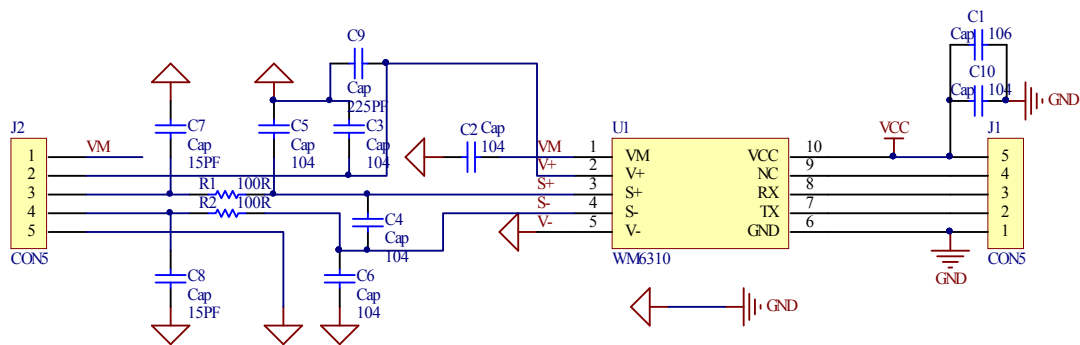 C1
Cap 106
C9
C10
Cap 104
GND
Cap
225PF
J2
C7
Cap
15PF
C5
Cap
104
C3
Cap
104
C2 Cap
104
U1
VCC
J1
VM
1
2
3
4
5
CON5
R1 100R
R2 100R
VM
V+
S+
S-
V-
1
2
3
4
5
VM
V+
S+
S-
V-
VCC
NC
RX
TX
GND
10
9
8
7
6
5
4
3
2
1
WM6310
CON5
C4
Cap
104
C8
Cap
15PF
C6
Cap
104
GND
GND